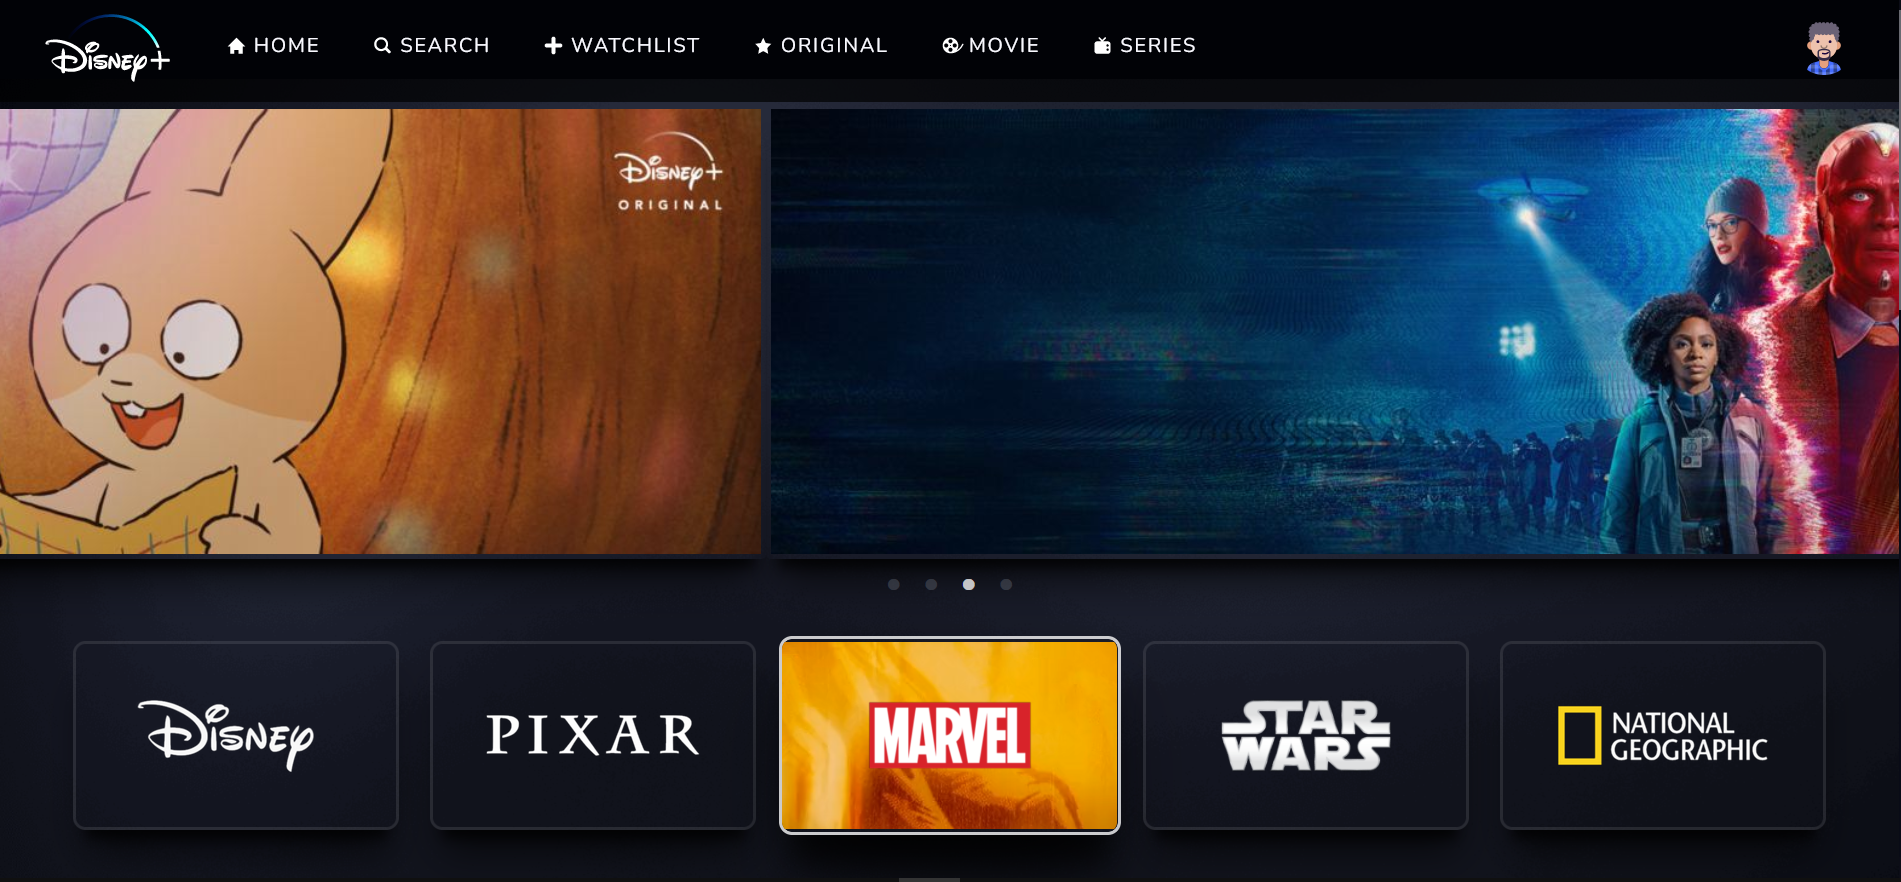 Disney+
HOME
SEARCH
WATCHLIST
ORIGINAL
MOVIE
SERIES
Disney+
ORIGINAL
Disney
PIXAR
MARVEL
STAR
WARS
NATIONAL
GEOGRAPHIC